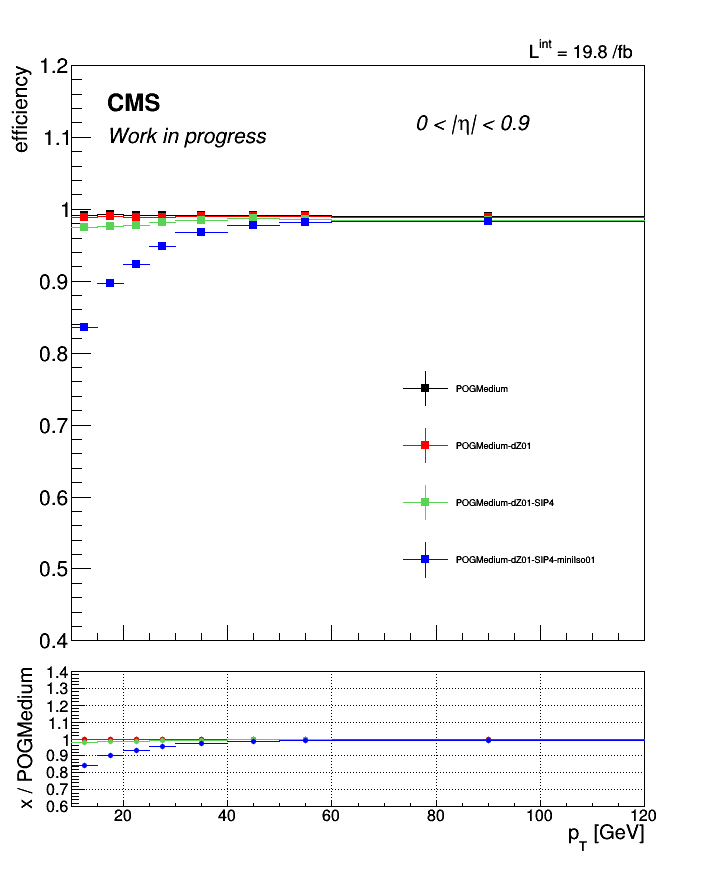 L^int = 19.8 /fb
efficiency
1.2
1.1
1
0.9
0.8
0.7
0.6
0.5
0.4
CMS
Work in progress
0 < |η| < 0.9
POGMedium
POGMedium-dZ01
POGMedium-dZ01-SIP4
POGMedium-dZ01-SIP4-miniIso01
x / POGMedium
1.4
1.3
1.2
1.1
1
0.9
0.8
0.7
0.6
20 40 60 80 100 120
p_T [GeV]